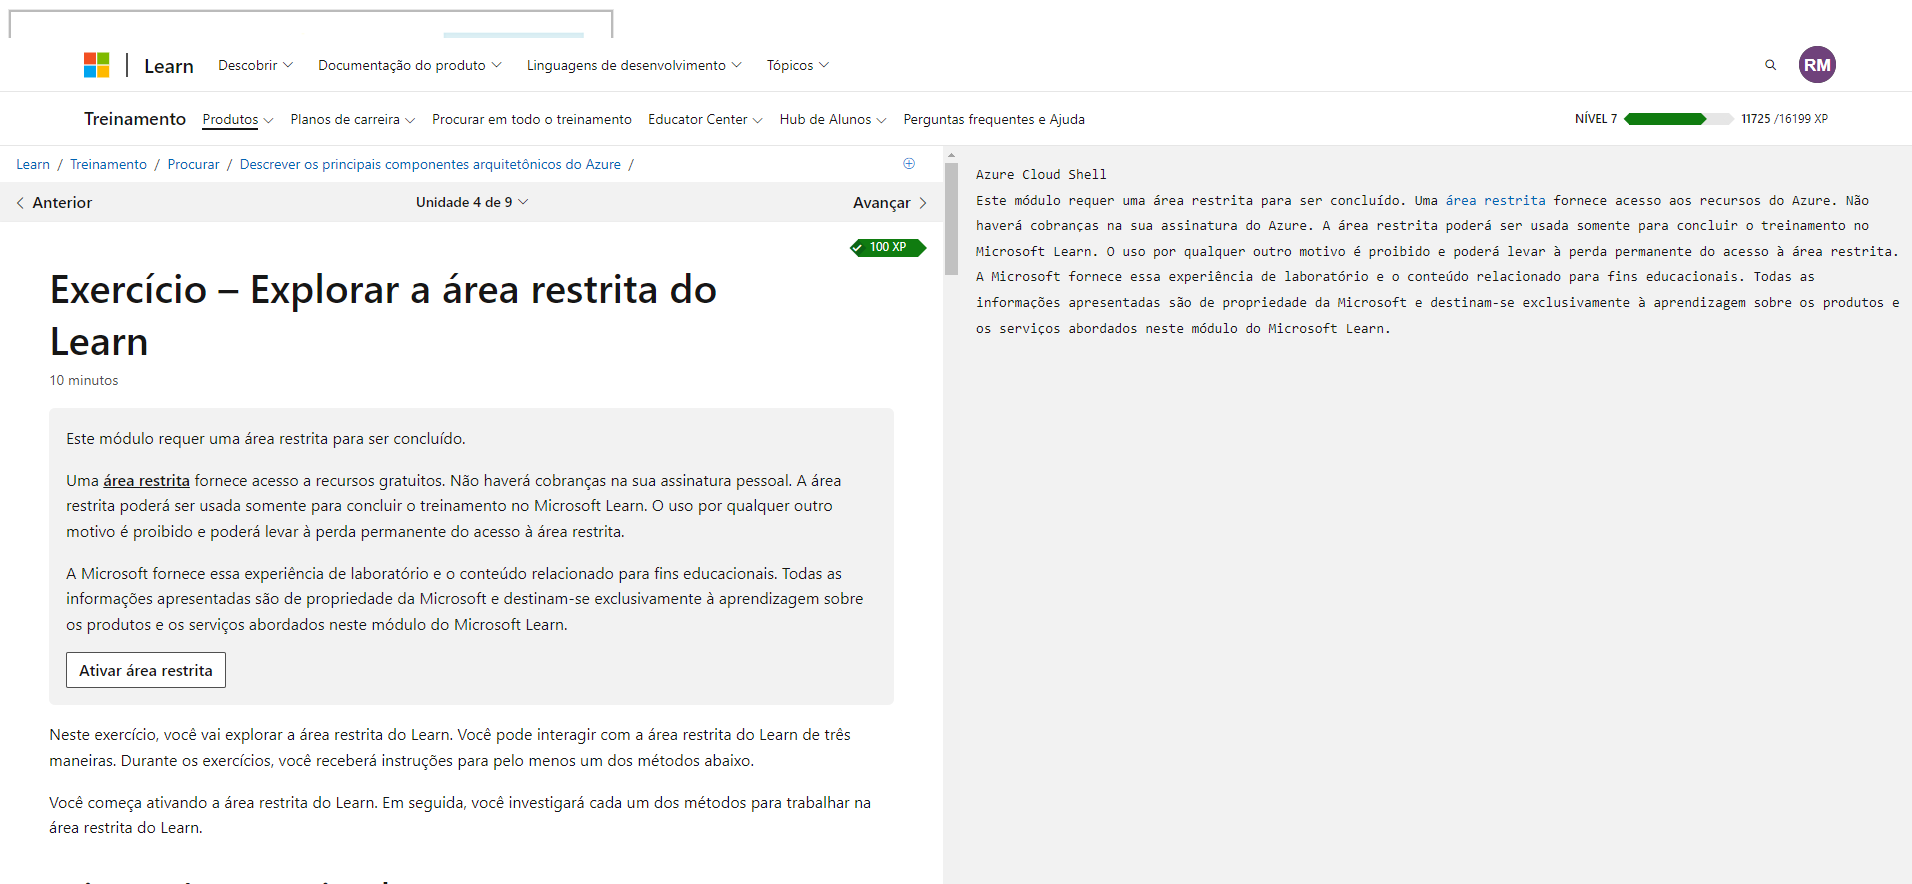 Learn Descobrir Documentação do produto Linguagens de desenvolvimento Tópicos RM
Treinamento Produtos Planos de carreira Procurar em todo o treinamento Educator Center Hub de Alunos Perguntas frequentes e Ajuda NÍVEL 7 11725 /16199 XP
Learn / Treinamento / Procurar / Descrever os principais componentes arquitetônicos do Azure /
Anterior Unidade 4 de 9 Avançar
100 XP
Exercício – Explorar a área restrita do
Learn
10 minutos
Este módulo requer uma área restrita para ser concluído.
Uma área restrita fornece acesso a recursos gratuitos. Não haverá cobranças na sua assinatura pessoal. A área
restrita poderá ser usada somente para concluir o treinamento no Microsoft Learn. O uso por qualquer outro
motivo é proibido e poderá levar à perda permanente do acesso à área restrita.
A Microsoft fornece essa experiência de laboratório e o conteúdo relacionado para fins educacionais. Todas as
informações apresentadas são de propriedade da Microsoft e destinam-se exclusivamente à aprendizagem sobre
os produtos e os serviços abordados neste módulo do Microsoft Learn.
Ativar área restrita
Neste exercício, você vai explorar a área restrita do Learn. Você pode interagir com a área restrita do Learn de três
maneiras. Durante os exercícios, você receberá instruções para pelo menos um dos métodos abaixo.
Você começa ativando a área restrita do Learn. Em seguida, você investigará cada um dos métodos para trabalhar na
área restrita do Learn.
Azure Cloud Shell
Este módulo requer uma área restrita para ser concluído. Uma área restrita fornece acesso aos recursos do Azure. Não
haverá cobranças na sua assinatura do Azure. A área restrita poderá ser usada somente para concluir o treinamento no
Microsoft Learn. O uso por qualquer outro motivo é proibido e poderá levar à perda permanente do acesso à área restrita.
A Microsoft fornece essa experiência de laboratório e o conteúdo relacionado para fins educacionais. Todas as
informações apresentadas são de propriedade da Microsoft e destinam-se exclusivamente à aprendizagem sobre os produtos e
os serviços abordados neste módulo do Microsoft Learn.